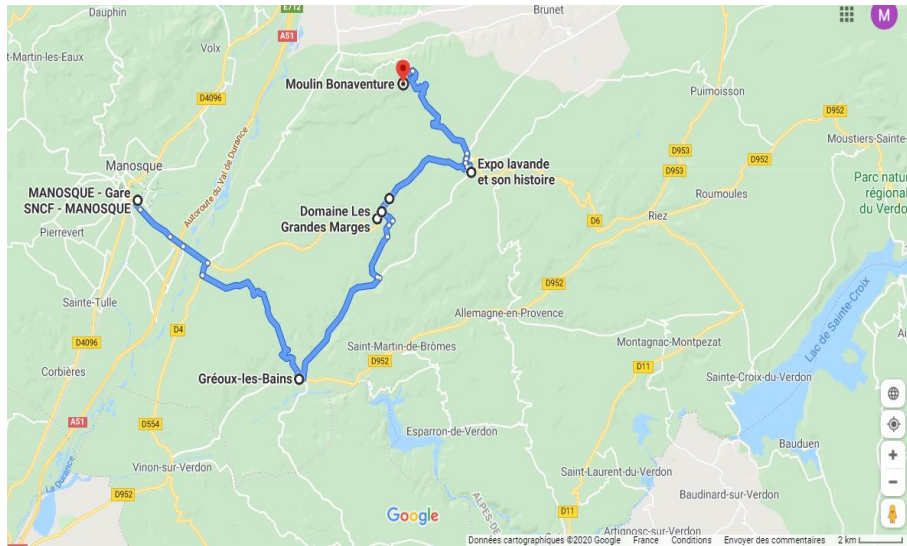 Dauphin
E712
Brunet
M
A51
t-Martin-les-Eaux
Volx
Moulin Bonaventure
D4096
Puimoisson
D952
Autoroute du Val de Durance
Moustiers-Sainte-
Manosque
D953
D952
Expo lavande
et son histoire
D953
Parc natu
régional
du Verdo
MANOSQUE - Gare
SNCF - MANOSQUE
Roumoules
Domaine Les
Grandes Marges
Riez
D6
Pierrevert
D952
Sainte-Tulle
Lac de Sainte-Croix
Allemagne-en-Provence
D4
D4096
Saint-Martin-de-Brômes
Montagnac-Montpezat
D952
Corbières
D11
Sainte-Croix-du-Verdon
Gréoux-les-Bains
A51
D554
Esparron-de-Verdon
Bauduen
Vinon-sur-Verdon
Saint-Laurent-du-Verdon
La Durance
D952
Baudinard-sur-Verdon
ALPES-DE-
Google
D11
Artignosc-sur-Verdon
Données cartographiques ©2020 Google France Conditions Envoyer des commentaires 2 km